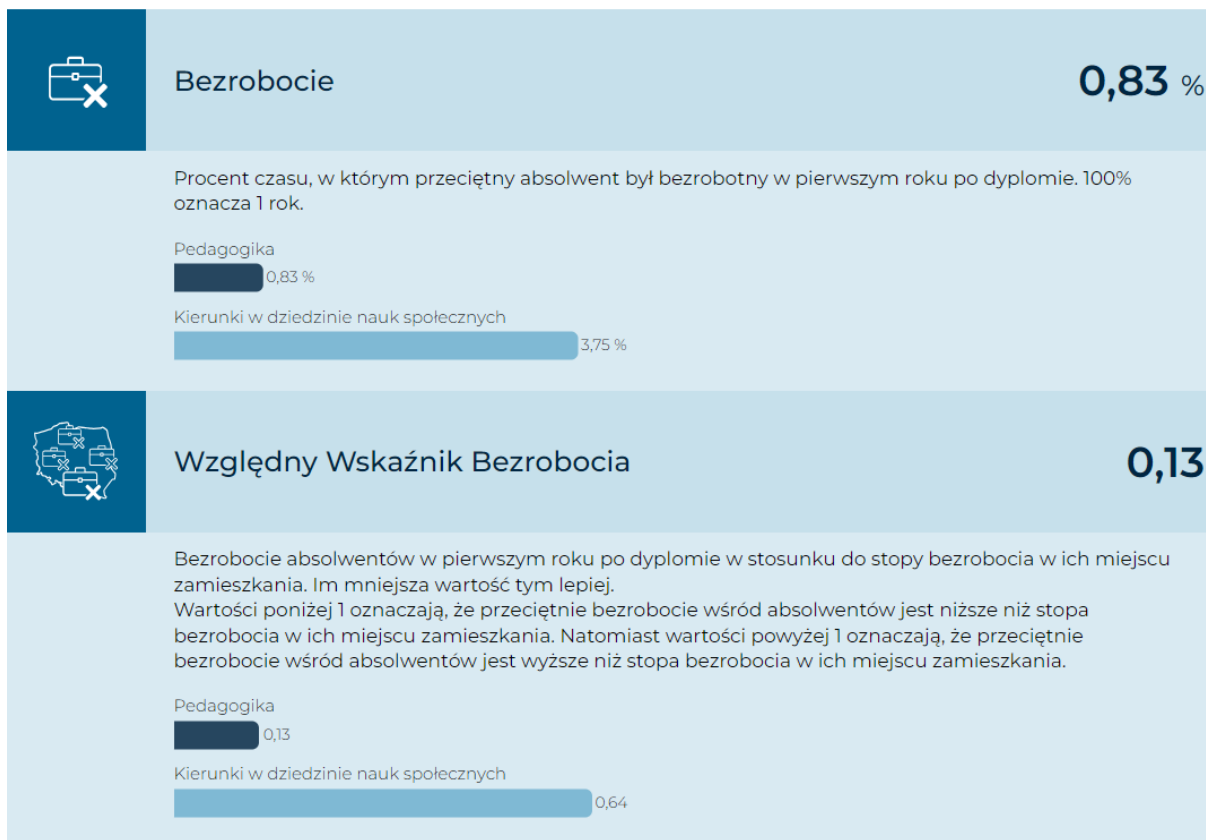 Bezrobocie
0,83 %
Procent czasu, w którym przeciętny absolwent był bezrobotny w pierwszym roku po dyplomie. 100%
oznacza 1 rok.
Pedagogika
0,83 %
Kierunki w dziedzinie nauk społecznych
3,75 %
Względny Wskaźnik Bezrobocia
0,13
Bezrobocie absolwentów w pierwszym roku po dyplomie w stosunku do stopy bezrobocia w ich miejscu
zamieszkania. Im mniejsza wartość tym lepiej.
Wartości poniżej 1 oznaczają, że przeciętnie bezrobocie wśród absolwentów jest niższe niż stopa
bezrobocia w ich miejscu zamieszkania. Natomiast wartości powyżej 1 oznaczają, że przeciętnie
bezrobocie wśród absolwentów jest wyższe niż stopa bezrobocia w ich miejscu zamieszkania.
Pedagogika
0,13
Kierunki w dziedzinie nauk społecznych
0,64